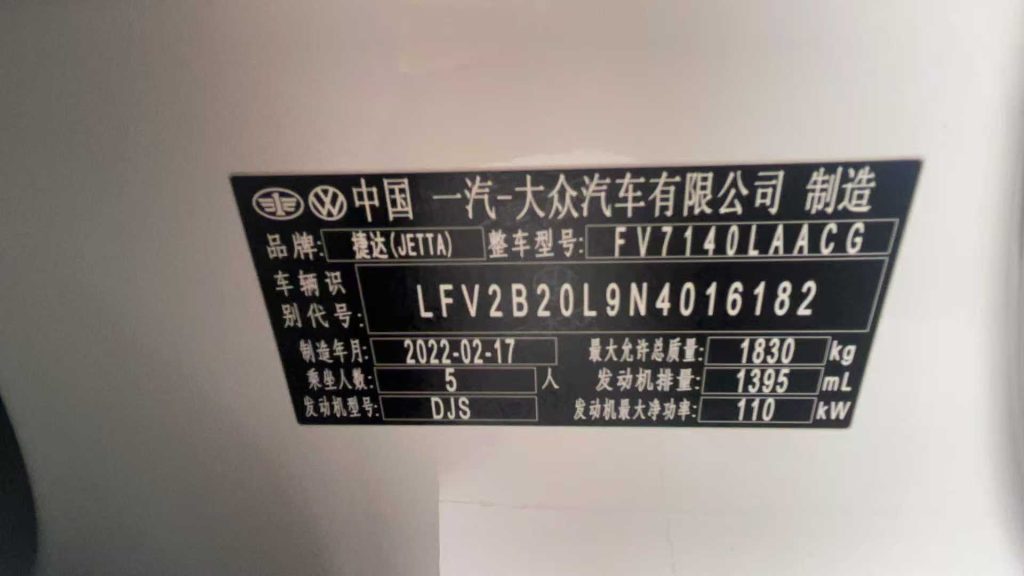 中国 一汽-大众汽车有限公司 制造
品牌: 捷达(JETTA) 整车型号: FV7140LAACG
车辆识别代号: LFV2B20L9N4016182
制造年月: 2022-02-17 最大允许总质量: 1830 kg
乘坐人数: 5 人 发动机排量: 1395 mL
发动机型号: DJS 发动机最大净功率: 110 kW